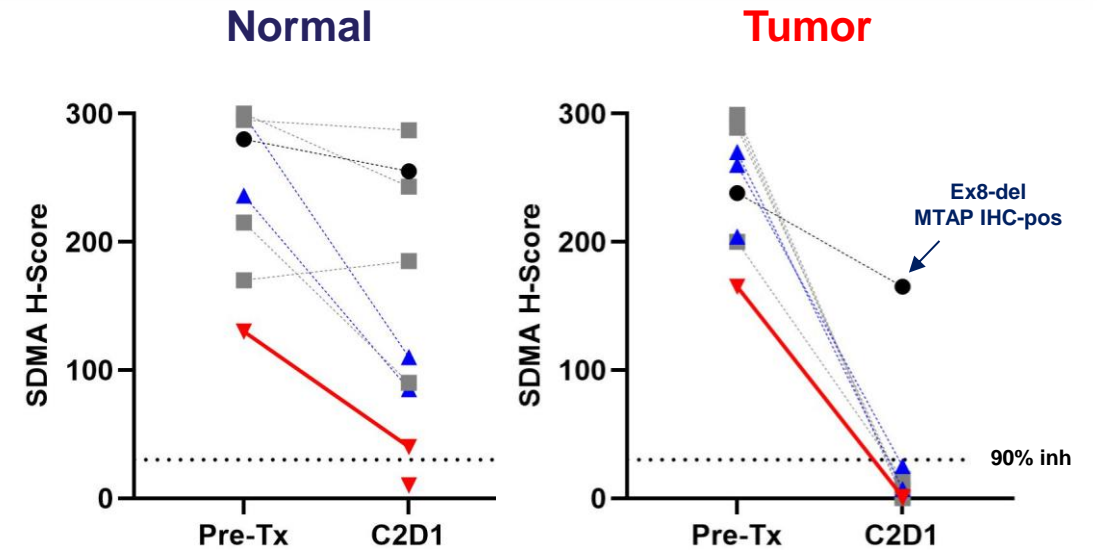 Normal
SDMA H-Score
300
200
100
0
Pre-Tx
C2D1
Tumor
SDMA H-Score
300
200
100
0
Ex8-del
MTAP IHC-pos
90% inh
Pre-Tx
C2D1